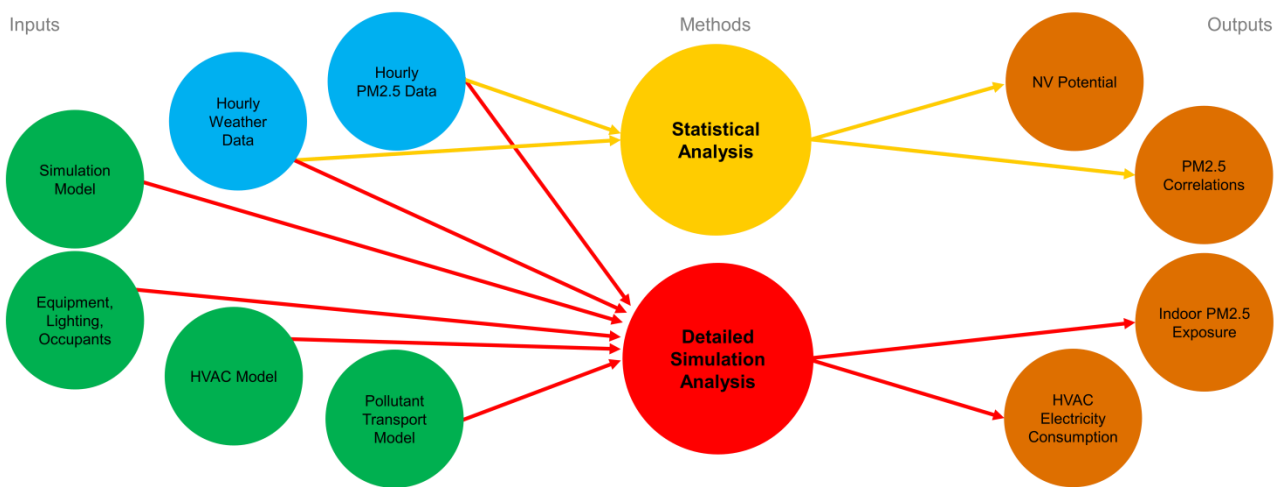 Inputs
Methods
Outputs
Hourly
PM2.5 Data
Hourly
Weather
Data
Simulation
Model
Equipment,
Lighting,
Occupants
HVAC Model
Pollutant
Transport
Model
Statistical
Analysis
Detailed
Simulation
Analysis
NV Potential
PM2.5
Correlations
Indoor PM2.5
Exposure
HVAC
Electricity
Consumption